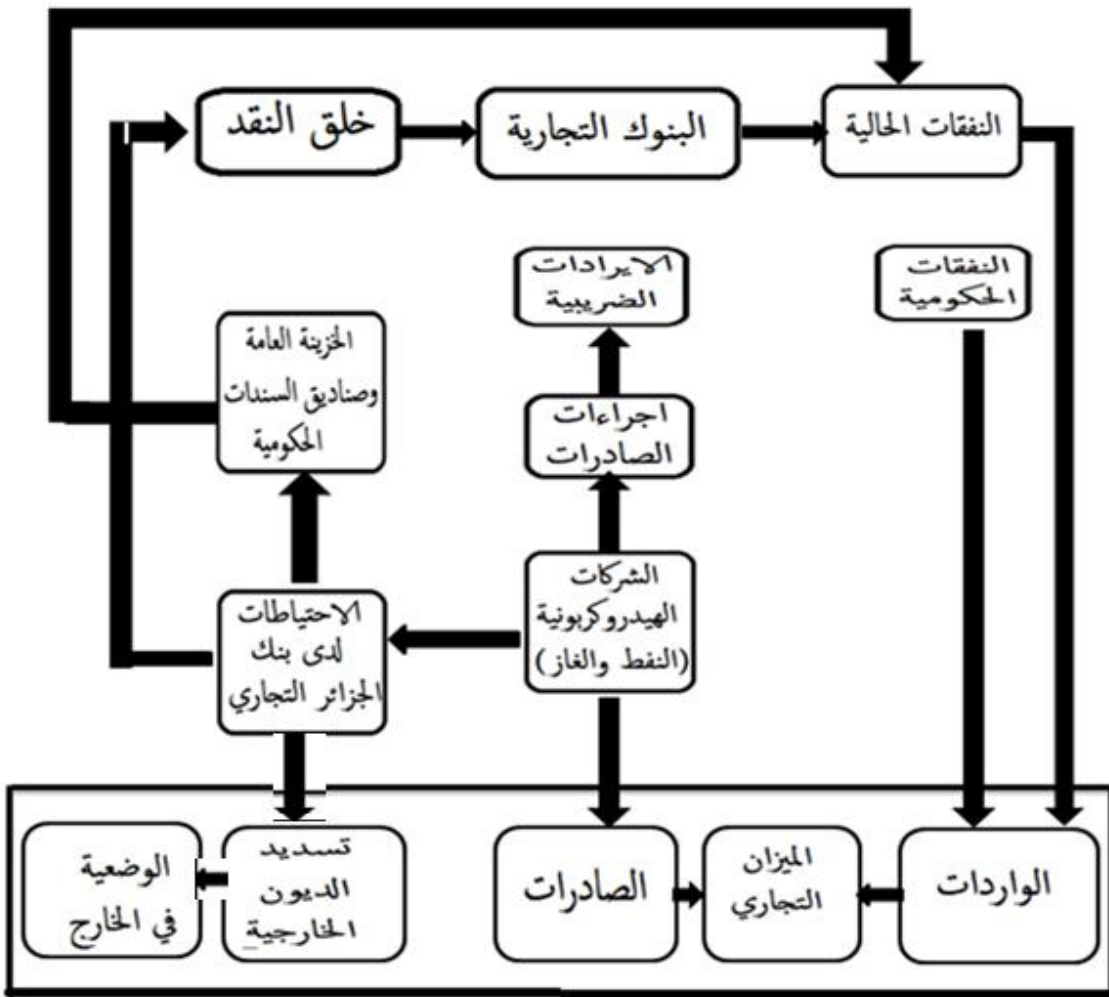 خلق النقد
البنوك التجارية
النفقات الحالية
الايرادات
الضريبية
النفقات
الحكومية
الخزينة العامة
وصناديق السندات
الحكومية
اجراءات
الصادرات
الاحتياطات
لدى بنك
الجزائر التجاري
الشركات
الهيدروكربونية
(النفط والغاز)
الوضعية
في الخارج
تسديد
الديون
الخارجية
الصادرات
الميزان
التجاري
الواردات